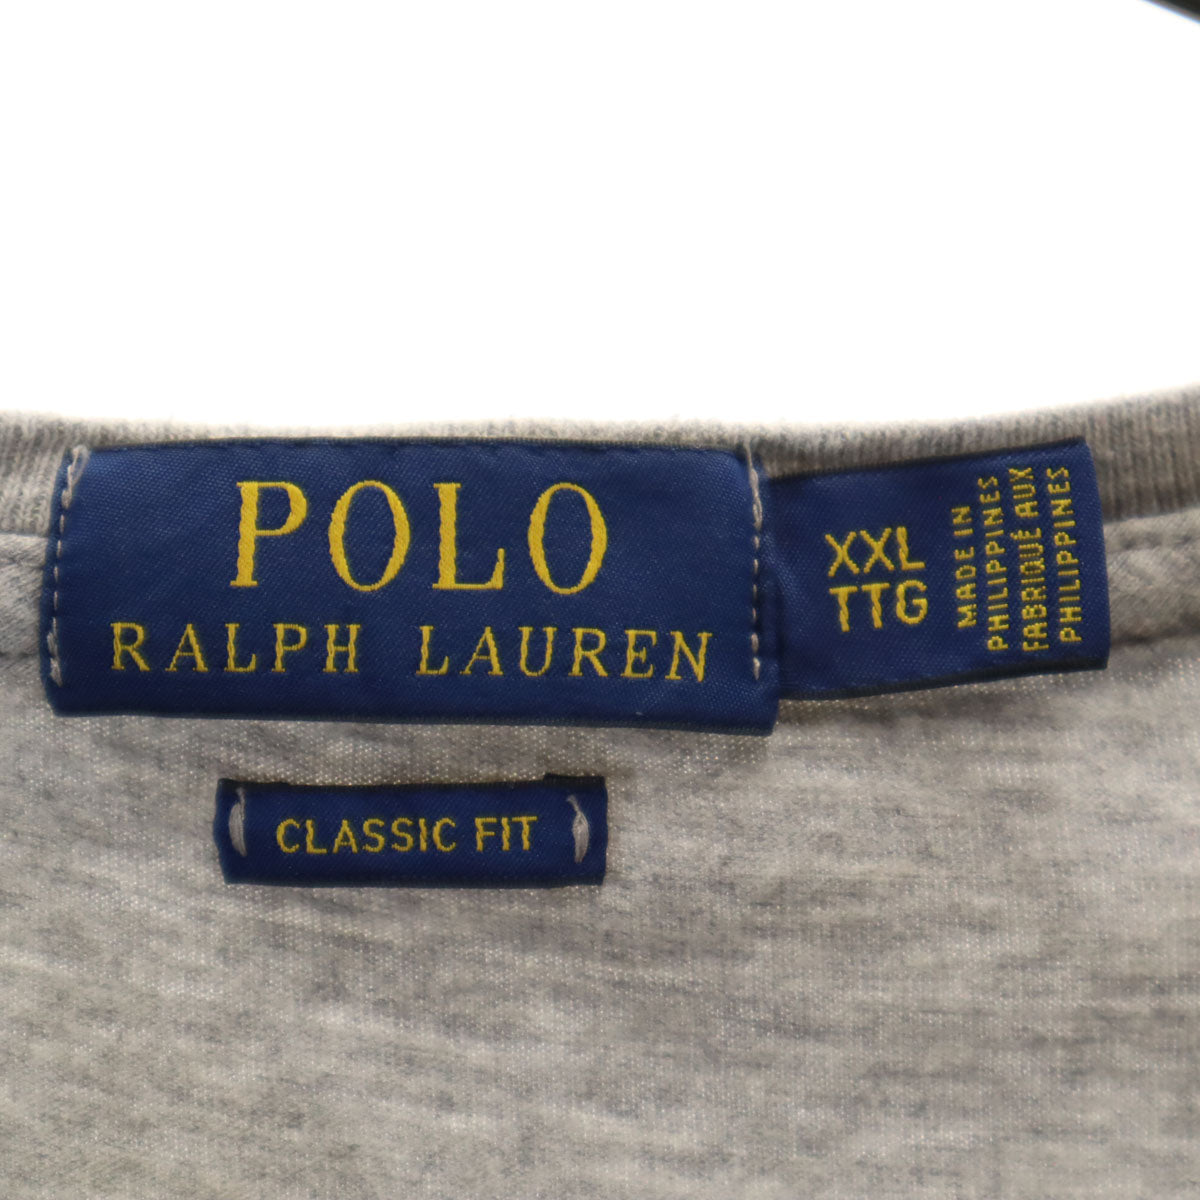 POLO
RALPH LAUREN
XXL
TTG
MADE IN
PHILIPPINES
FABRIQUÉ AUX
PHILIPPINES
CLASSIC FIT